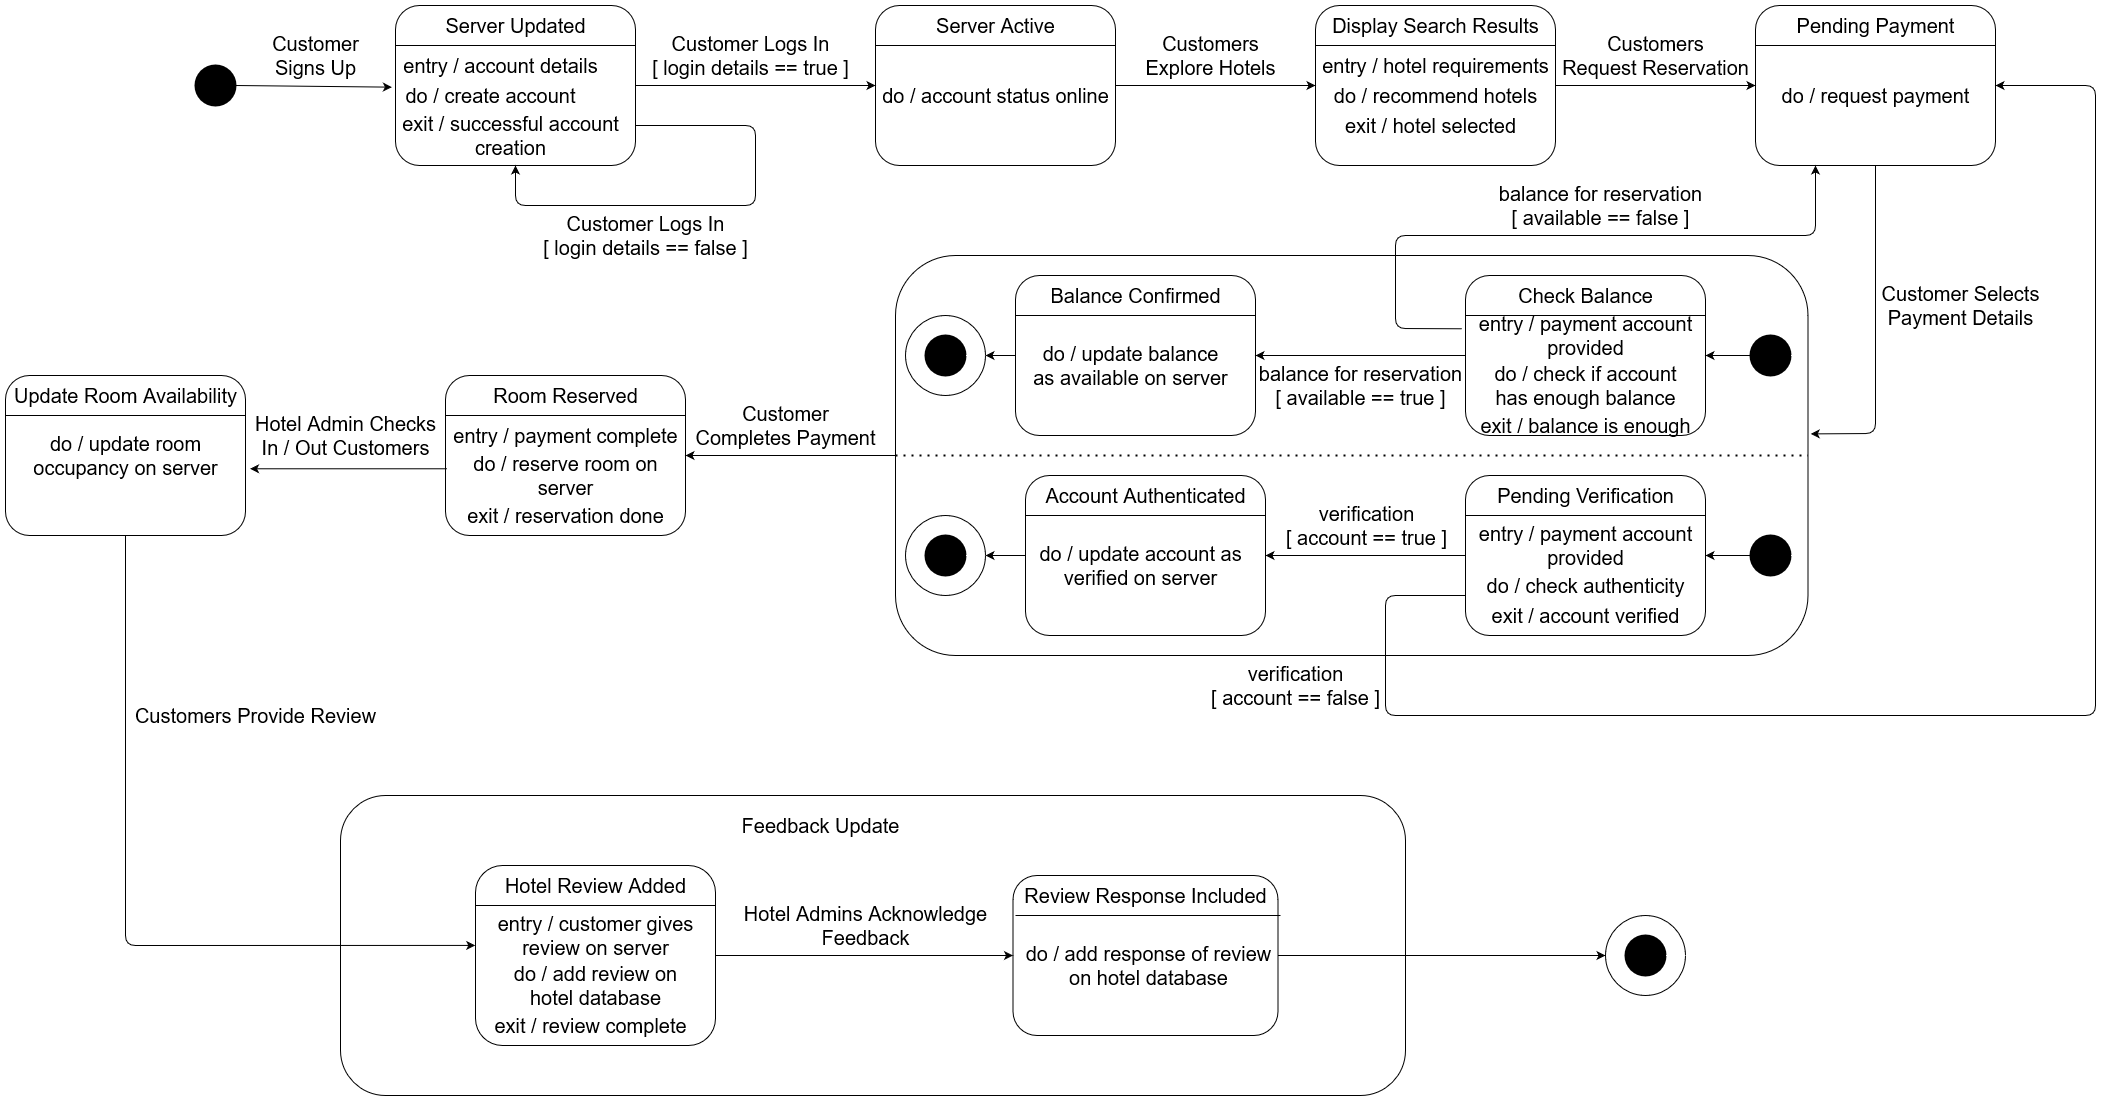 Customer
Signs Up
Server Updated
entry / account details
do / create account
exit / successful account
creation
Customer Logs In
[ login details == true ]
Customer Logs In
[ login details == false ]
Server Active
do / account status online
Customers
Explore Hotels
Display Search Results
entry / hotel requirements
do / recommend hotels
exit / hotel selected
Customers
Request Reservation
Pending Payment
do / request payment
balance for reservation
[ available == false ]
Customer Selects
Payment Details
Check Balance
entry / payment account
provided
do / check if account
has enough balance
exit / balance is enough
balance for reservation
[ available == true ]
Balance Confirmed
do / update balance
as available on server
Pending Verification
entry / payment account
provided
do / check authenticity
exit / account verified
verification
[ account == true ]
Account Authenticated
do / update account as
verified on server
verification
[ account == false ]
Customer
Completes Payment
Room Reserved
entry / payment complete
do / reserve room on
server
exit / reservation done
Hotel Admin Checks
In / Out Customers
Update Room Availability
do / update room
occupancy on server
Customers Provide Review
Feedback Update
Hotel Review Added
entry / customer gives
review on server
do / add review on
hotel database
exit / review complete
Hotel Admins Acknowledge
Feedback
Review Response Included
do / add response of review
on hotel database